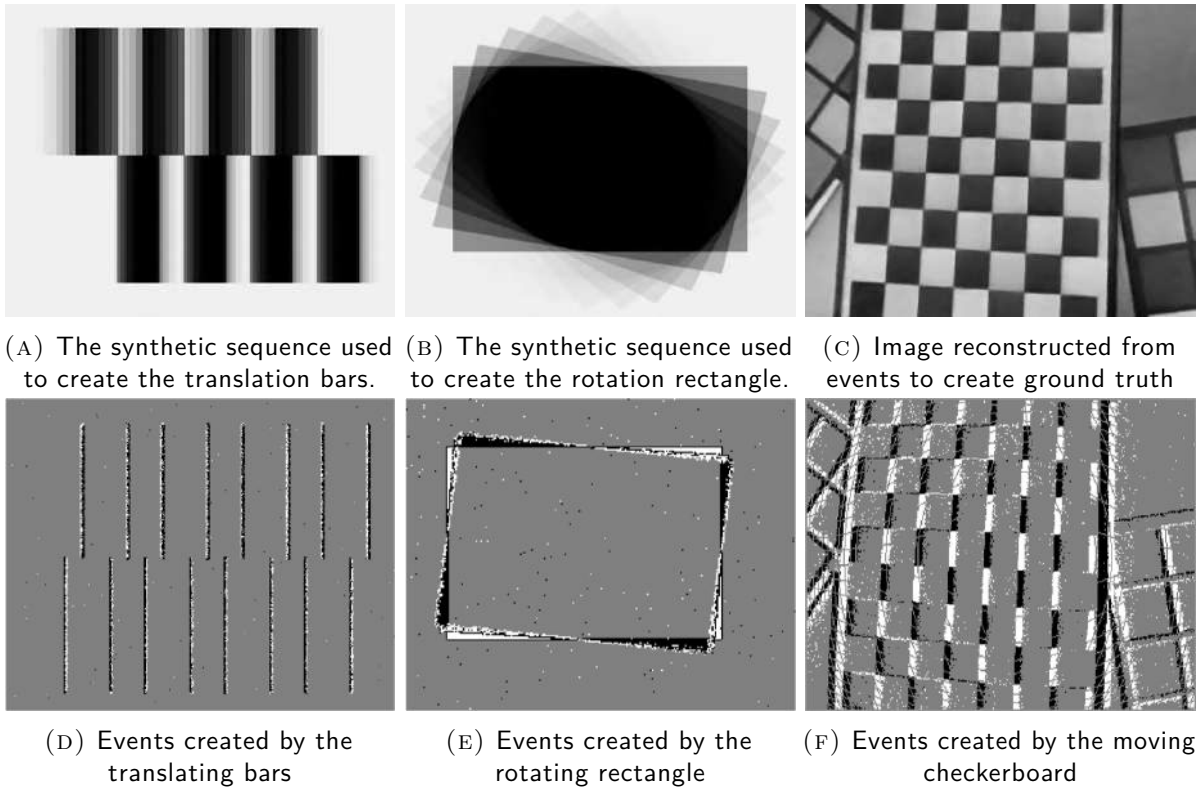 (A) The synthetic sequence used
to create the translation bars.
(B) The synthetic sequence used
to create the rotation rectangle.
(C) Image reconstructed from
events to create ground truth
(D) Events created by the
translating bars
(E) Events created by the
rotating rectangle
(F) Events created by the moving
checkerboard